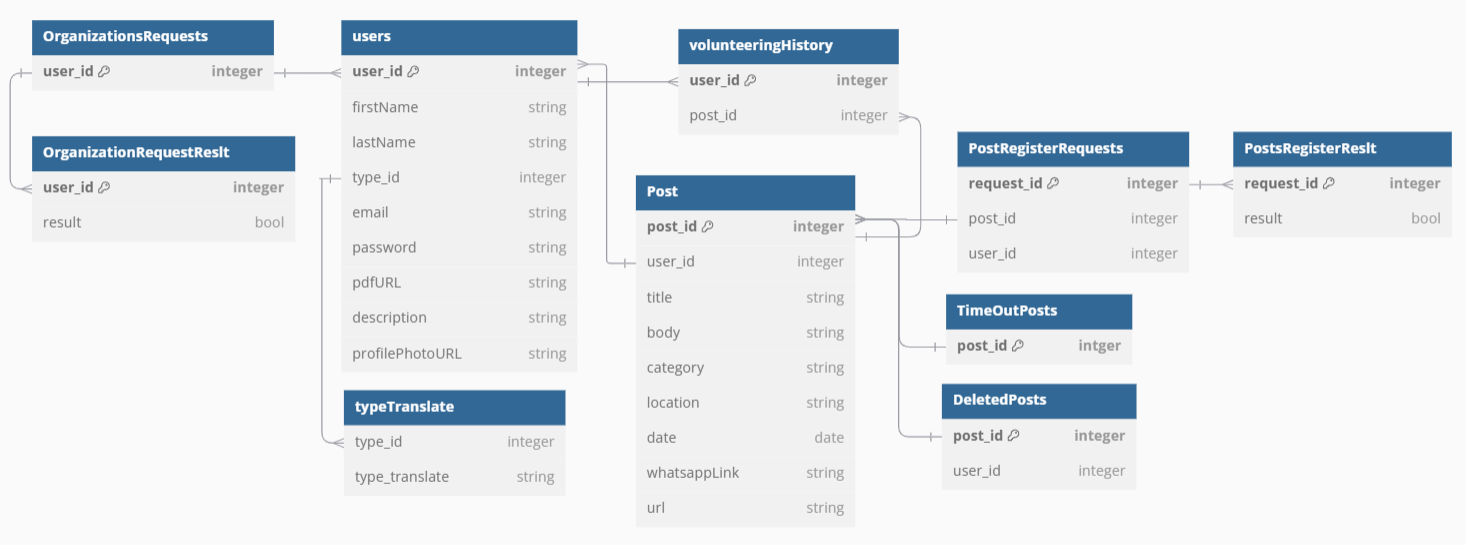 OrganizationsRequests
user_id integer
OrganizationRequestReslt
user_id integer
result bool
users
user_id integer
firstName string
lastName string
type_id integer
email string
password string
pdfURL string
description string
profilePhotoURL string
typeTranslate
type_id integer
type_translate string
volunteeringHistory
user_id integer
post_id integer
Post
post_id integer
user_id integer
title string
body string
category string
location string
date date
whatsappLink string
url string
PostRegisterRequests
request_id integer
post_id integer
user_id integer
PostsRegisterReslt
request_id integer
result bool
TimeOutPosts
post_id intger
DeletedPosts
post_id integer
user_id integer